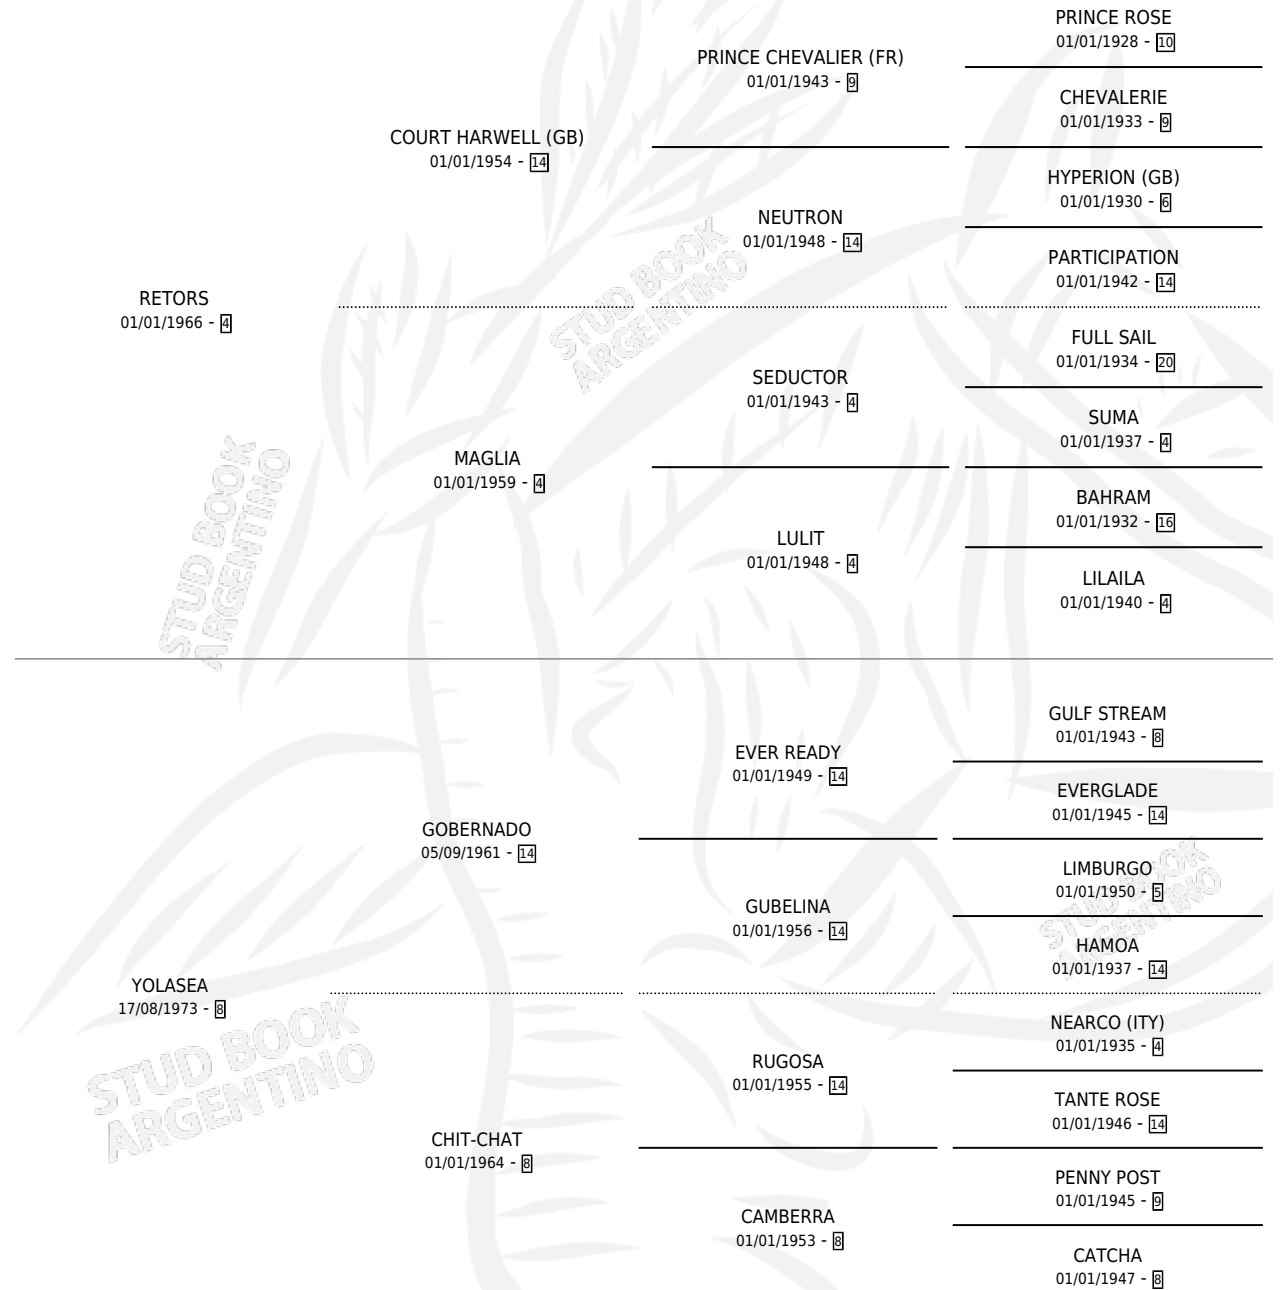 PRINCE ROSE
01/01/1928 - 10
PRINCE CHEVALIER (FR)
01/01/1943 - 9
CHEVALERIE
01/01/1933 - 9
COURT HARWELL (GB)
01/01/1954 - 14
HYPERION (GB)
01/01/1930 - 6
NEUTRON
01/01/1948 - 14
PARTICIPATION
01/01/1942 - 14
RETORS
01/01/1966 - 4
FULL SAIL
01/01/1934 - 20
SEDUCTOR
01/01/1943 - 4
SUMA
01/01/1937 - 4
MAGLIA
01/01/1959 - 4
BAHRAM
01/01/1932 - 16
LULIT
01/01/1948 - 4
LILAILA
01/01/1940 - 4
GULF STREAM
01/01/1943 - 8
EVER READY
01/01/1949 - 14
EVERGLADE
01/01/1945 - 14
GOBERNADO
05/09/1961 - 14
LIMBURGO
01/01/1950 - 5
GUBELINA
01/01/1956 - 14
HAMOA
01/01/1937 - 14
YOLASEA
17/08/1973 - 8
NEARCO (ITY)
01/01/1935 - 4
RUGOSA
01/01/1955 - 14
TANTE ROSE
01/01/1946 - 14
CHIT-CHAT
01/01/1964 - 8
PENNY POST
01/01/1945 - 9
CAMBERRA
01/01/1953 - 8
CATCHA
01/01/1947 - 8
STUD BOOK
ARGENTINO
STUD BOOK
ARGENTINO
STUD BOOK
ARGENTINO
STUD BOOK
ARGENTINO